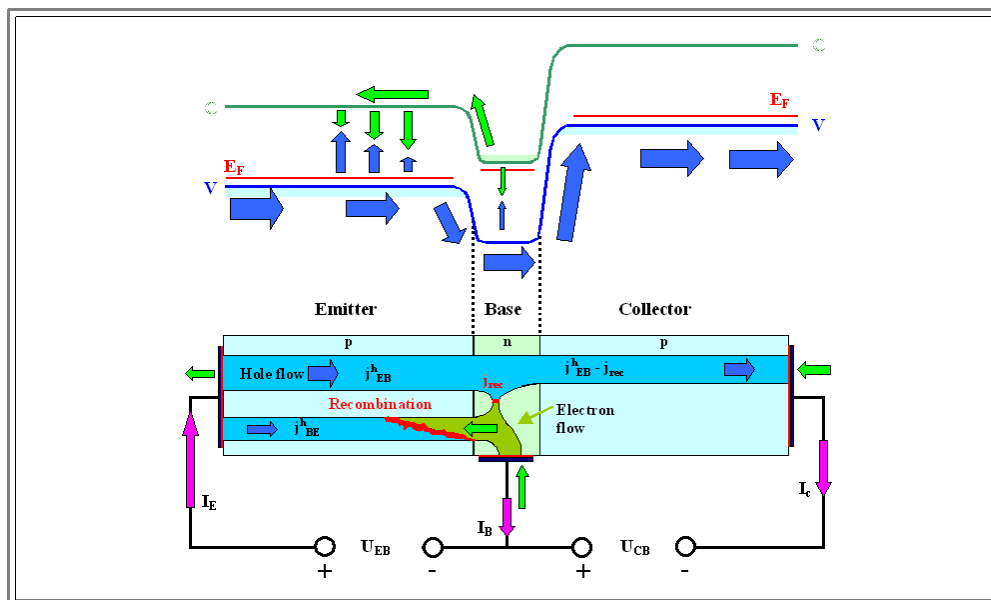 C
E_F
V
C
E_F
V
Emitter
Base
Collector
p
n
p
Hole flow
j^h_EB
j_rec
j^h_EB - j_rec
Recombination
Electron
flow
j^h_BE
I_E
I_B
I_c
U_EB
U_CB
+
-
+
-